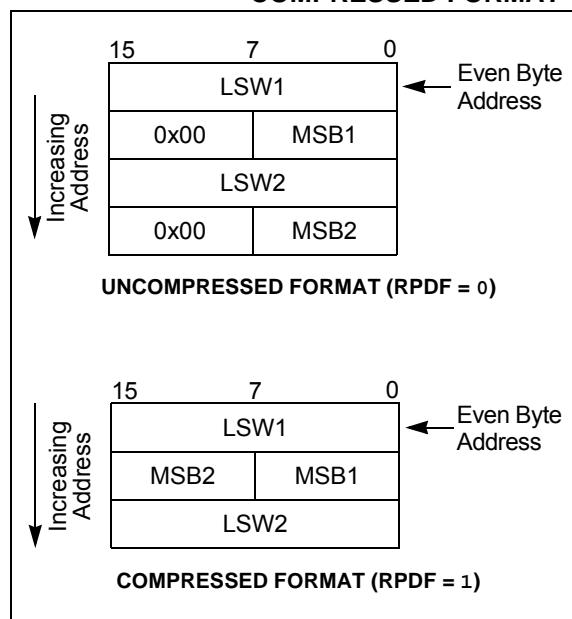 COMPRESSED FORMAT
15 7 0
LSW1
Even Byte
Address
0x00 MSB1
LSW2
0x00 MSB2
Increasing
Address
UNCOMPRESSED FORMAT (RPDF = 0)
15 7 0
LSW1
Even Byte
Address
MSB2 MSB1
LSW2
Increasing
Address
COMPRESSED FORMAT (RPDF = 1)